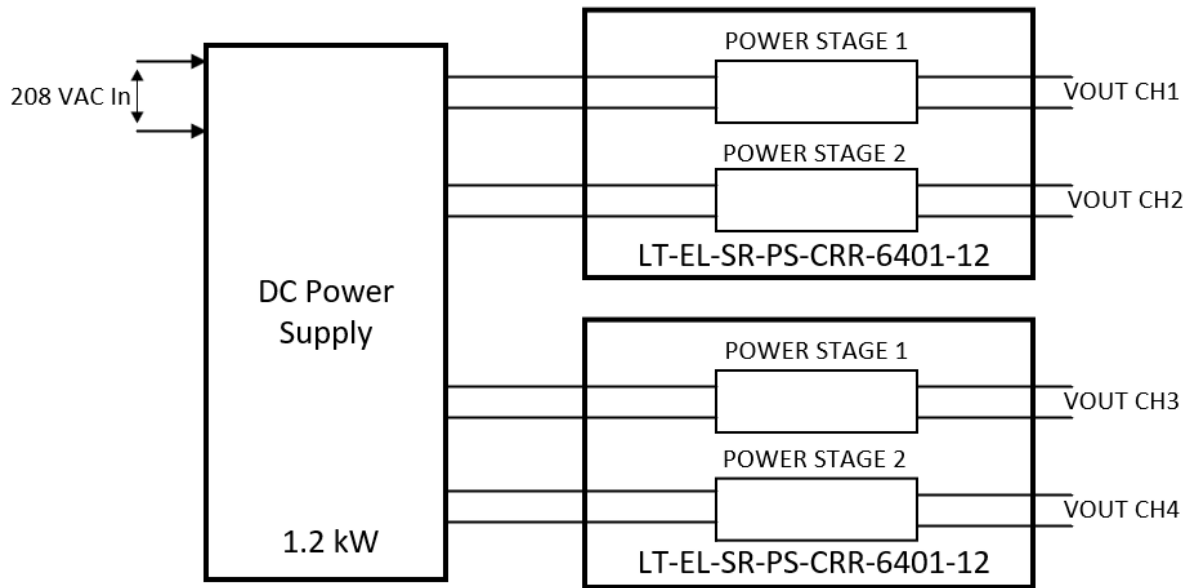 208 VAC In
DC Power
Supply
1.2 kW
POWER STAGE 1
VOUT CH1
POWER STAGE 2
VOUT CH2
LT-EL-SR-PS-CRR-6401-12
POWER STAGE 1
VOUT CH3
POWER STAGE 2
VOUT CH4
LT-EL-SR-PS-CRR-6401-12